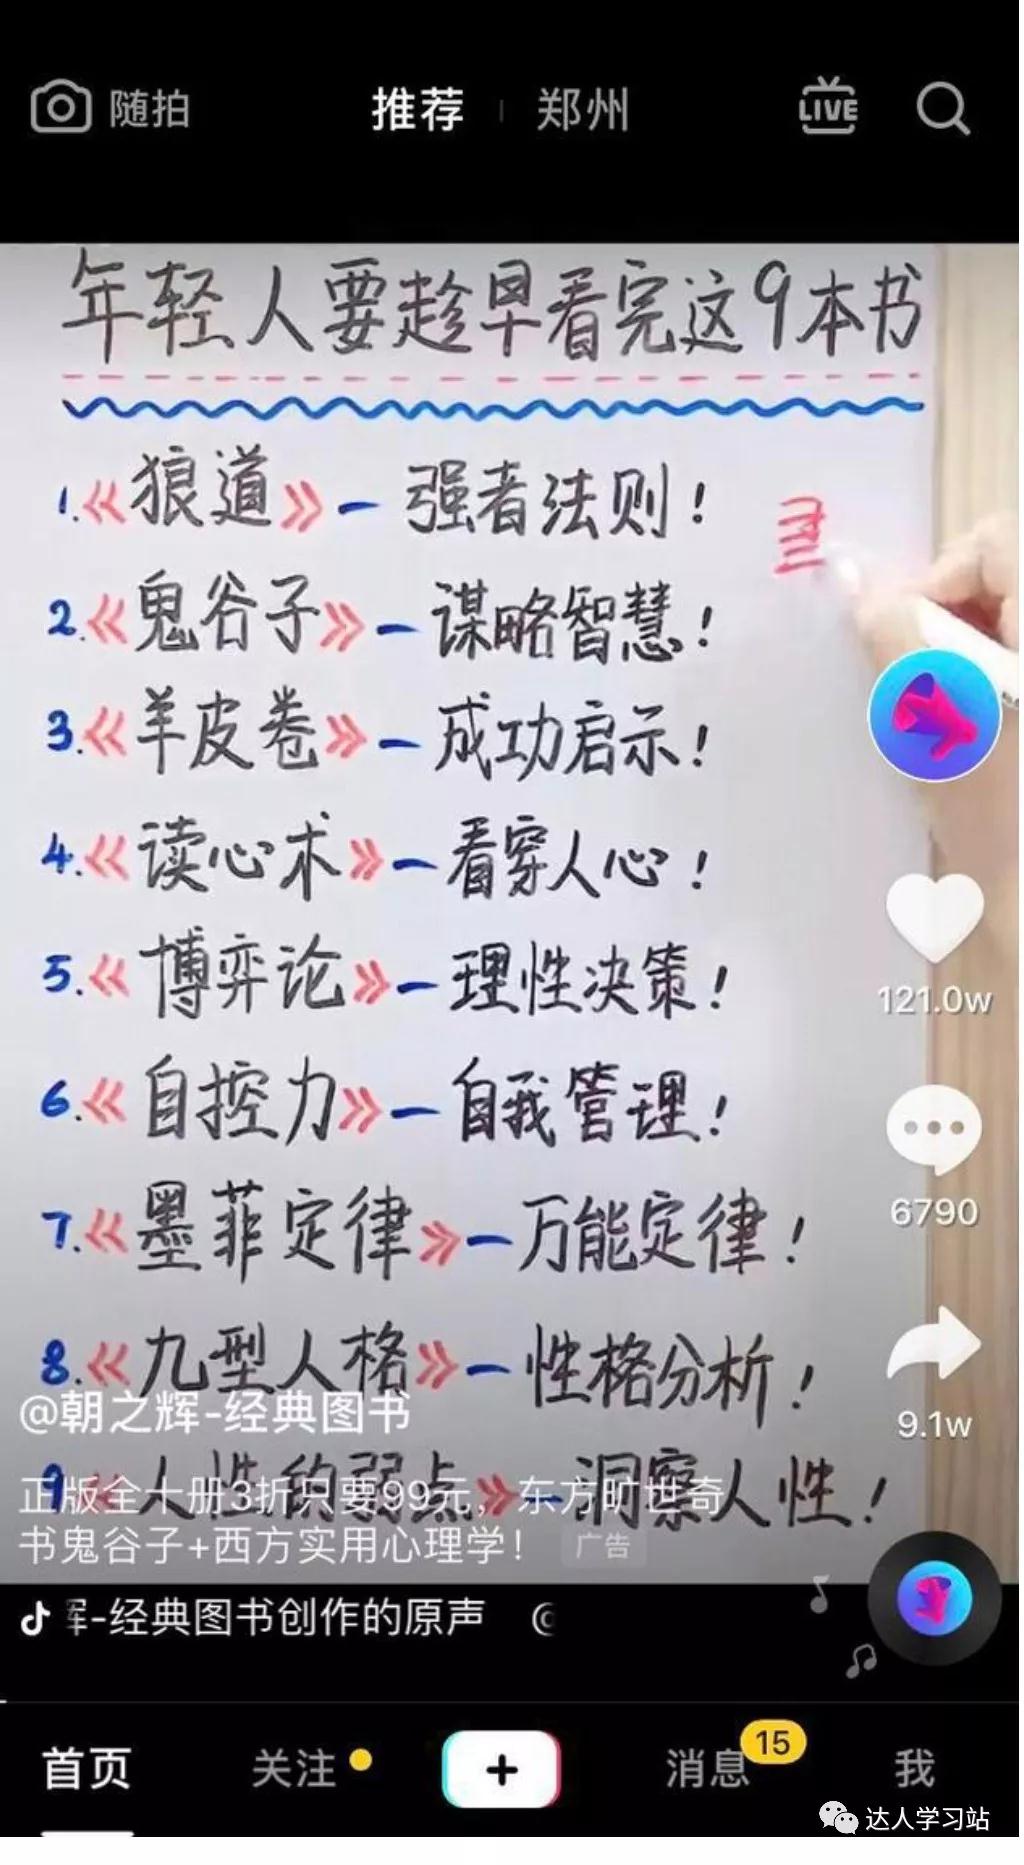 随拍 推荐 郑州 LIVE
年轻人要趁早看完这9本书
1.《狼道》-强者法则!
2.《鬼谷子》-谋略智慧!
3.《羊皮卷》-成功启示!
4.《读心术》-看穿人心!
5.《博弈论》-理性决策!
121.0w
6.《自控力》-自我管理!
6790
7.《墨菲定律》-万能定律!
8.《九型人格》-性格分析!
@朝之辉-经典图书
9.1w
9.《人性的弱点》-洞察人性!
正版全十册3折只要99元，东方旷世奇
书鬼谷子+西方实用心理学! 广告
辉-经典图书创作的原声 @
首页 关注 消息 15 我
达人学习站